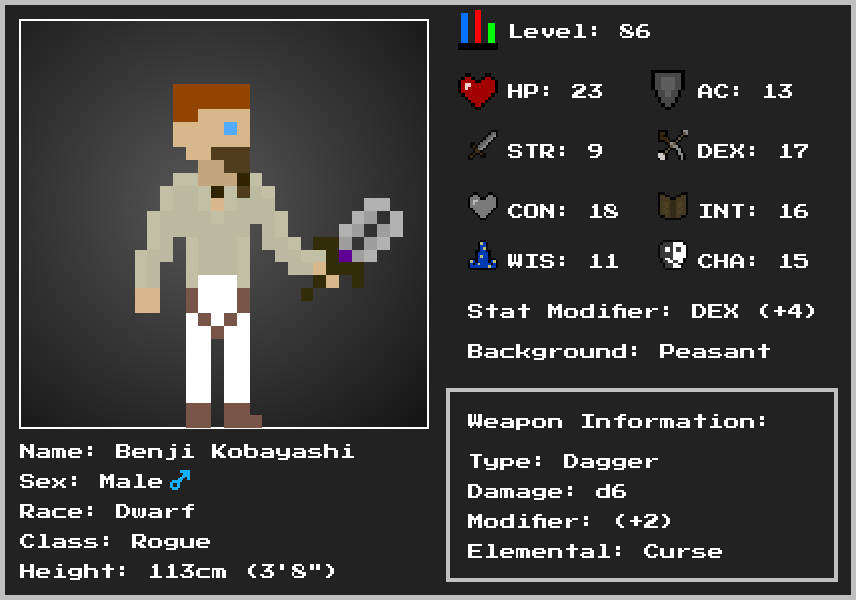 Level: 86
HP: 23
AC: 13
STR: 9
DEX: 17
CON: 18
INT: 16
WIS: 11
CHA: 15
Stat Modifier: DEX (+4)
Background: Peasant
Weapon Information:
Type: Dagger
Damage: d6
Modifier: (+2)
Elemental: Curse
Name: Benji Kobayashi
Sex: Male ♂
Race: Dwarf
Class: Rogue
Height: 113cm (3'8")